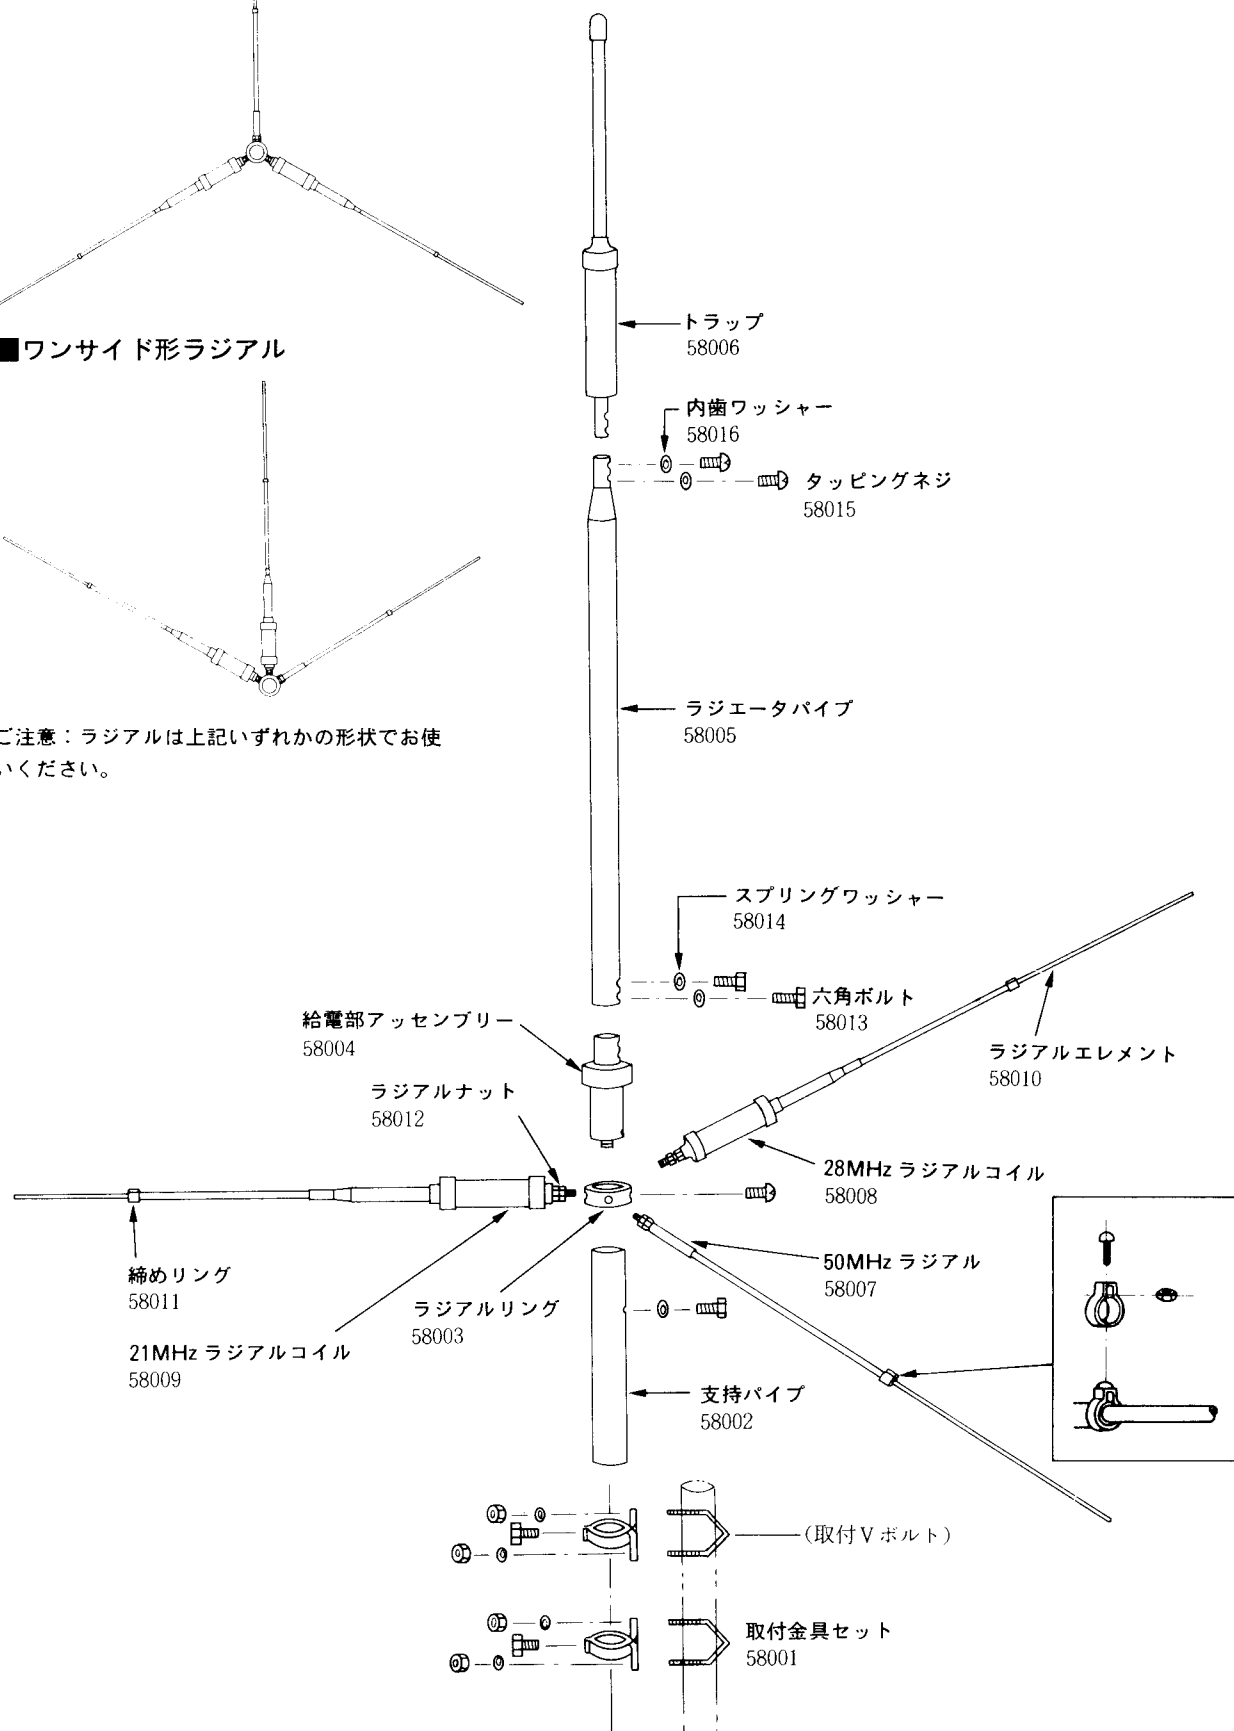 ■ワンサイド形ラジアル
ご注意：ラジアルは上記いずれかの形状でお使
いください。
トラップ
58006
内歯ワッシャー
58016
タッピングネジ
58015
ラジエータパイプ
58005
スプリングワッシャー
58014
六角ボルト
58013
給電部アッセンブリー
58004
ラジアルエレメント
58010
ラジアルナット
58012
28MHz ラジアルコイル
58008
50MHz ラジアル
58007
締めリング
58011
ラジアルリング
58003
21MHz ラジアルコイル
58009
支持パイプ
58002
(取付Vボルト)
取付金具セット
58001